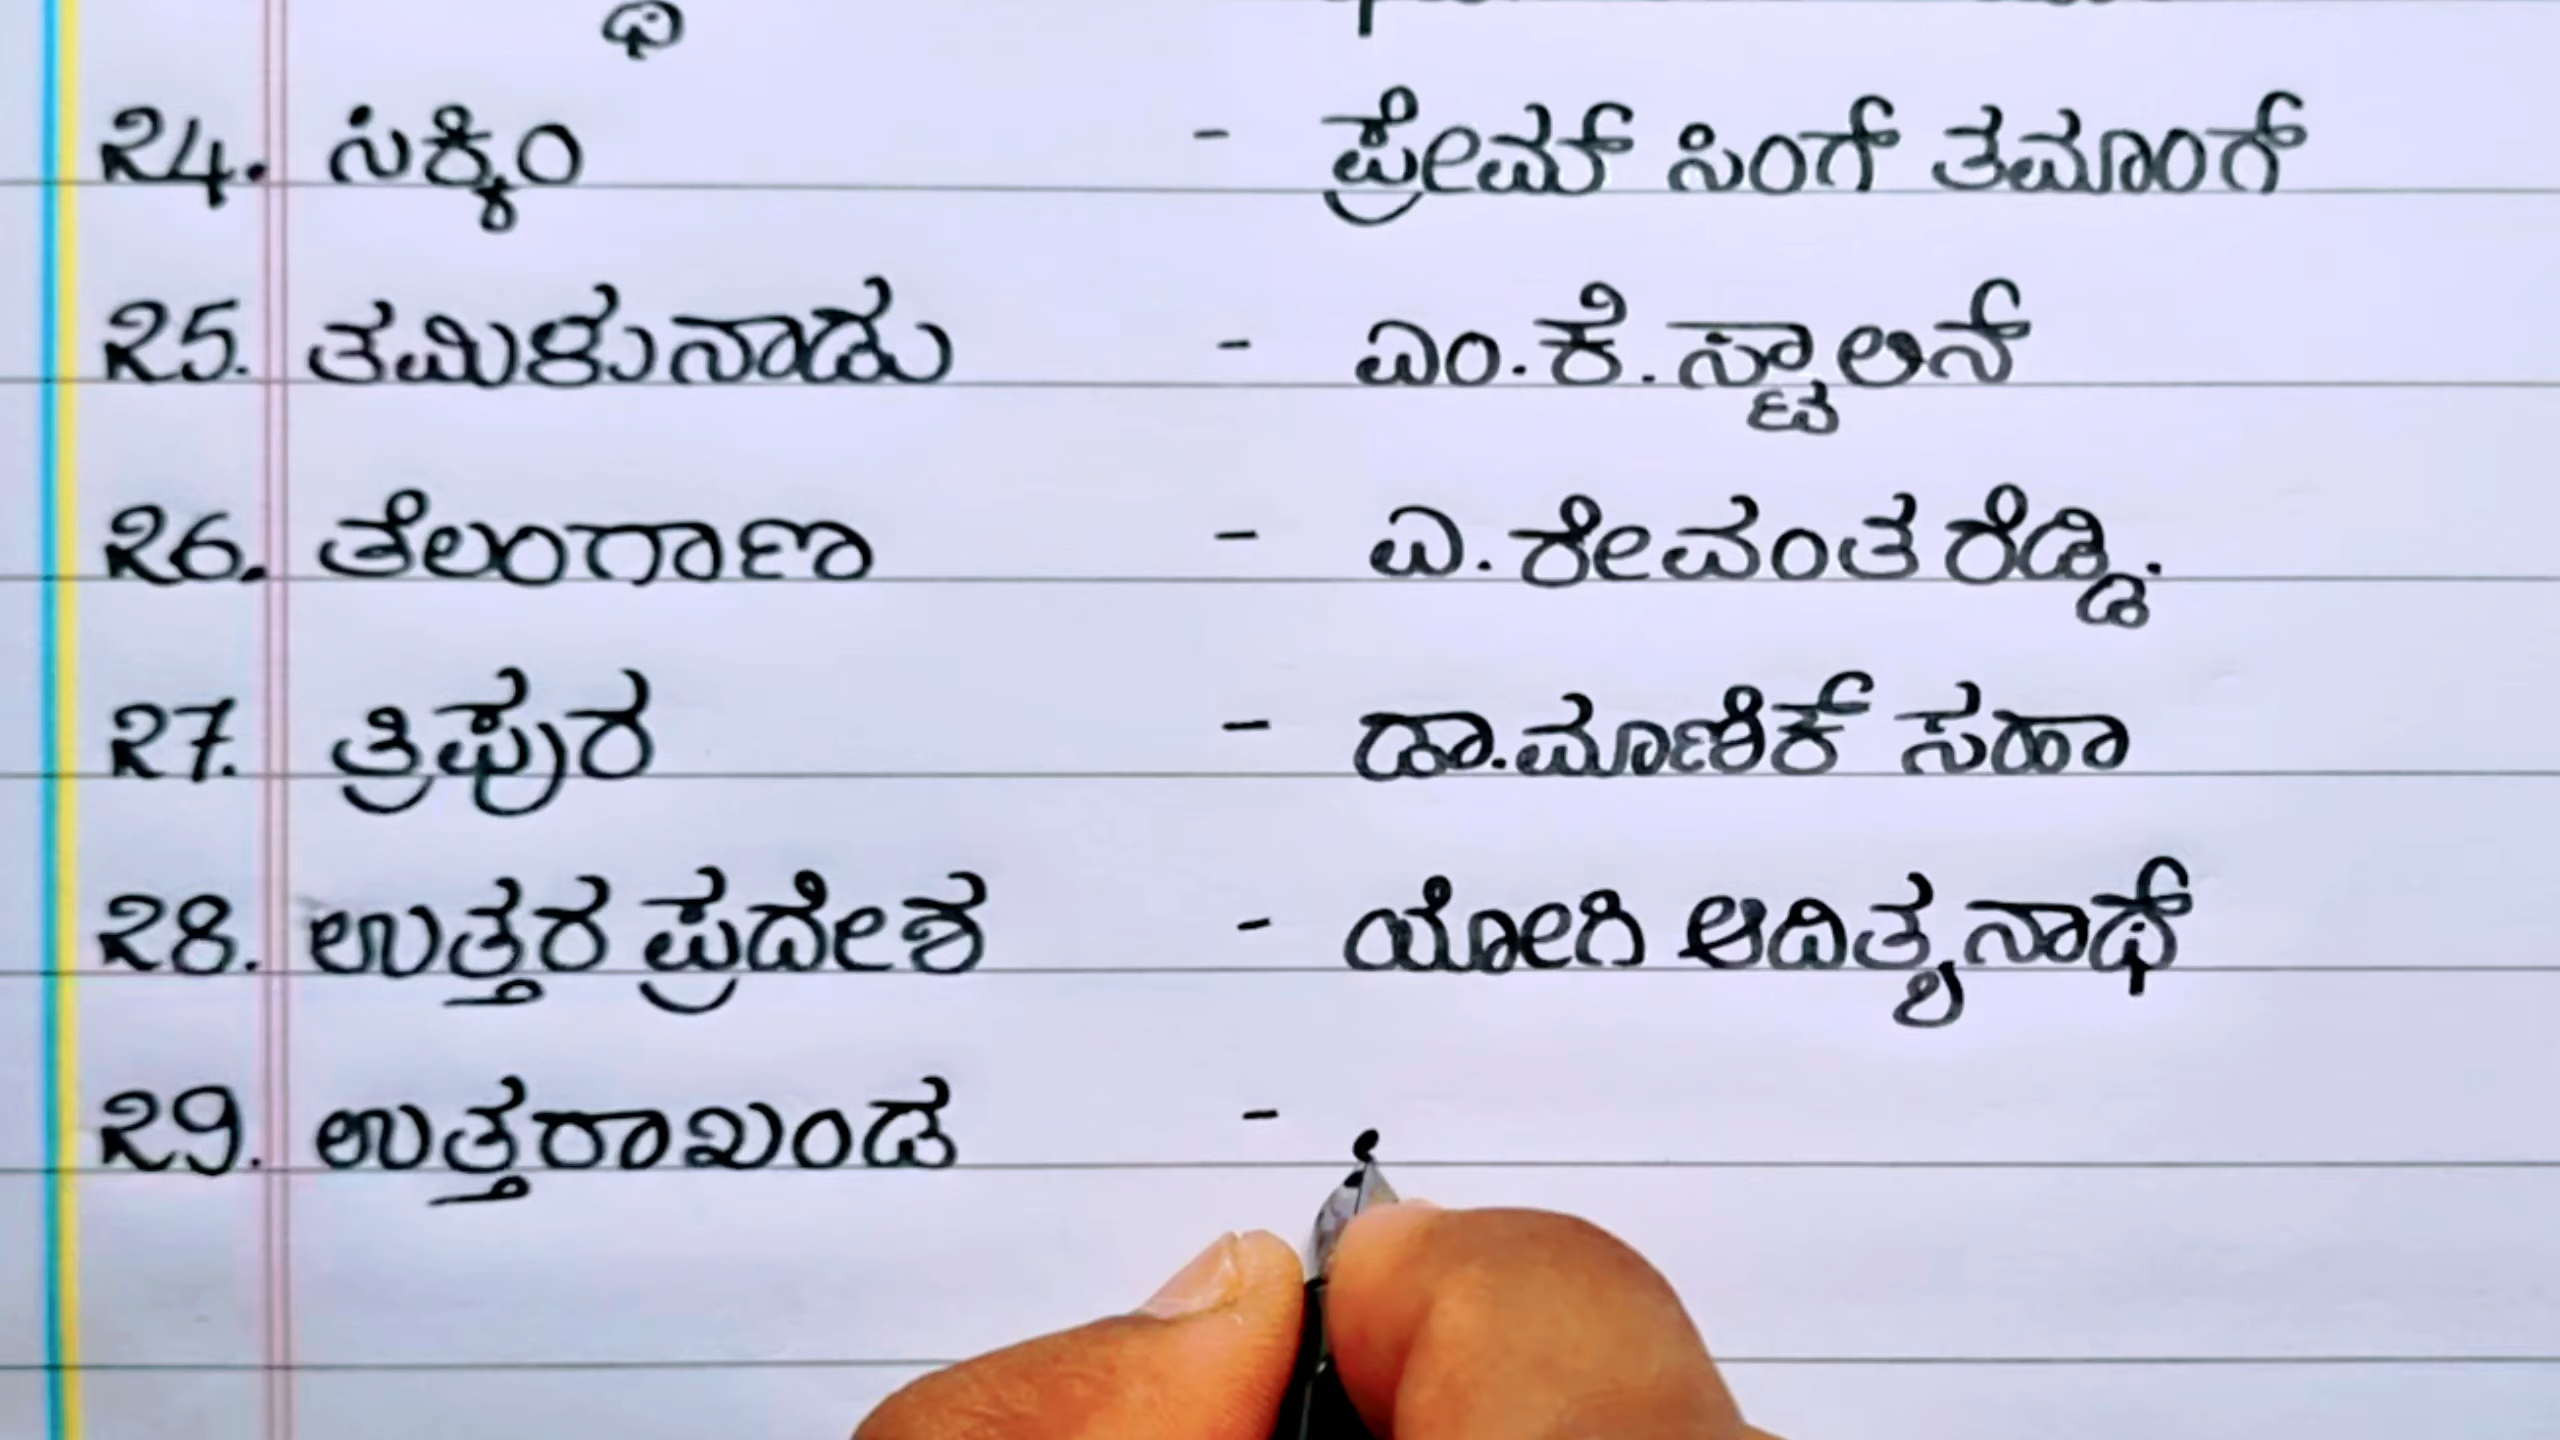 24. ಸಿಕ್ಕಿಂ - ಪ್ರೇಮ್ ಸಿಂಗ್ ತಮಾಂಗ್
25. ತಮಿಳುನಾಡು - ಎಂ.ಕೆ.ಸ್ಟಾಲಿನ್
26. ತೆಲಂಗಾಣ - ಎ.ರೇವಂತ ರೆಡ್ಡಿ.
27. ತ್ರಿಪುರ - ಡಾ.ಮಾಣಿಕ್ ಸಹಾ
28. ಉತ್ತರ ಪ್ರದೇಶ - ಯೋಗಿ ಆದಿತ್ಯನಾಥ್
29. ಉತ್ತರಾಖಂಡ -